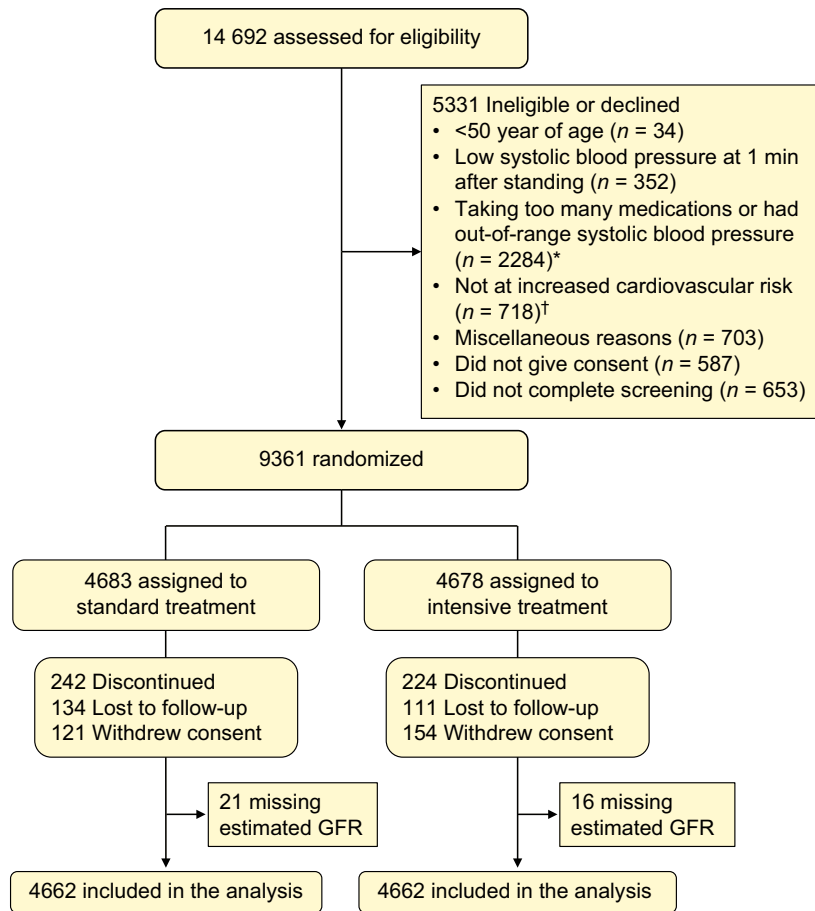 14 692 assessed for eligibility
5331 Ineligible or declined
• <50 year of age (n = 34)
• Low systolic blood pressure at 1 min
after standing (n = 352)
• Taking too many medications or had
out-of-range systolic blood pressure
(n = 2284)*
• Not at increased cardiovascular risk
(n = 718)†
• Miscellaneous reasons (n = 703)
• Did not give consent (n = 587)
• Did not complete screening (n = 653)
9361 randomized
4683 assigned to
standard treatment
4678 assigned to
intensive treatment
242 Discontinued
134 Lost to follow-up
121 Withdrew consent
224 Discontinued
111 Lost to follow-up
154 Withdrew consent
21 missing
estimated GFR
16 missing
estimated GFR
4662 included in the analysis
4662 included in the analysis